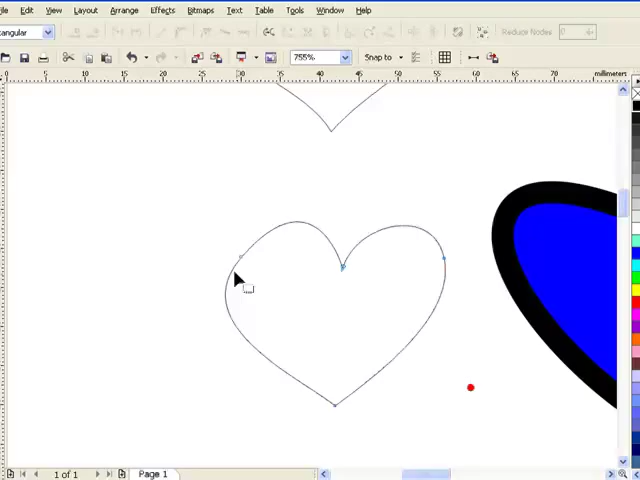 File Edit View Layout Arrange Effects Bitmaps Text Table Tools Window Help
tangular Reduce Nodes 0
755% Snap to
0 5 10 15 20 25 30 35 40 45 50 55 60 65 70 millimeters
1 of 1 Page 1